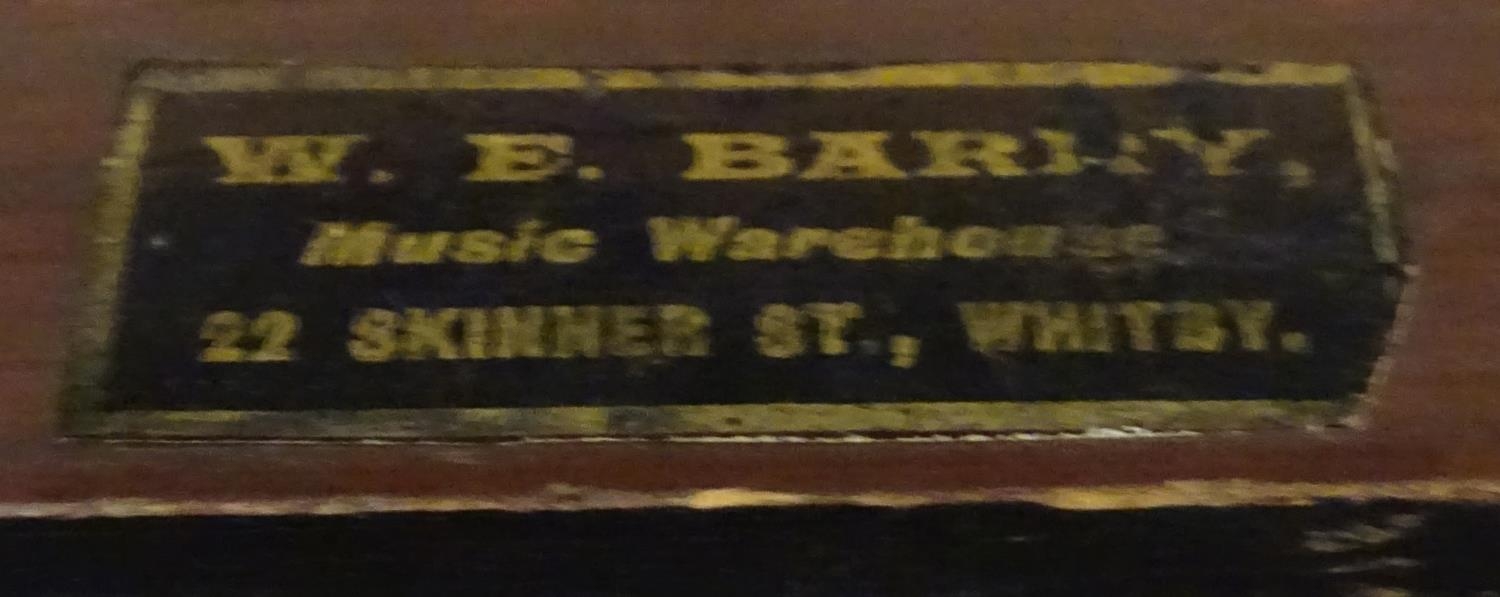 W. E. BARRY,
Music Warehouse
22 SKINNER ST., WHITBY.